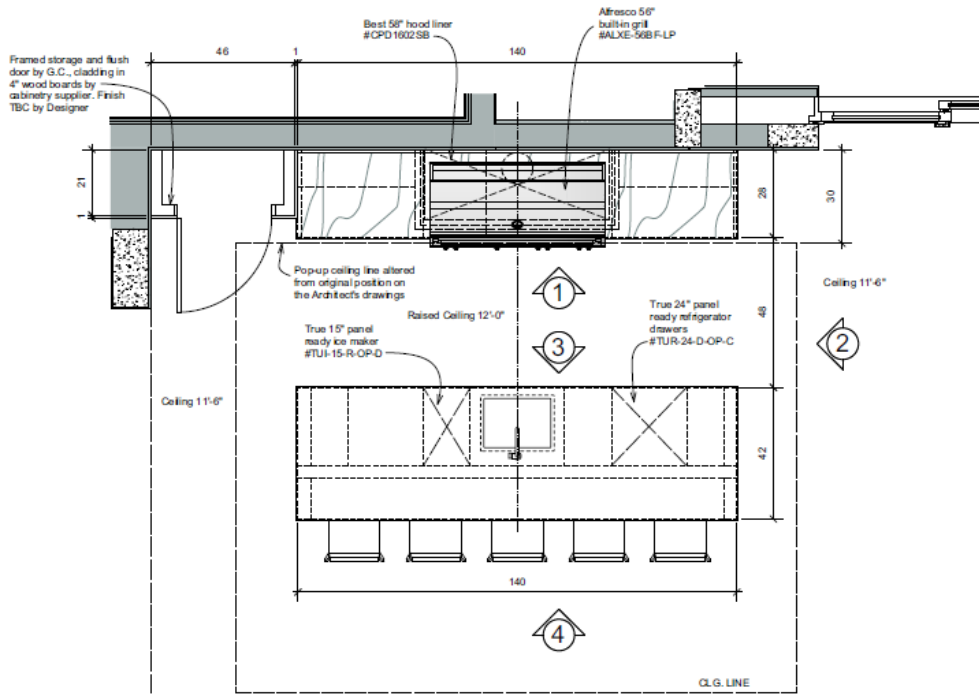 Best 58" hood liner
#CPD1602SB
Alfresco 56"
built-in grill
#ALXE-56BF-LP
Framed storage and flush
door by G.C., cladding in
4" wood boards by
cabinetry supplier. Finish
TBC by Designer
46
1
140
21
1
28
30
Pop-up ceiling line altered
from original position on
the Architect's drawings
Ceiling 11'-6"
1
Raised Ceiling 12'-0"
True 24" panel
ready refrigerator
drawers
#TUR-24-D-OP-C
48
True 15" panel
ready ice maker
#TUI-15-R-OP-D
3
2
Ceiling 11'-6"
42
140
4
CLG. LINE